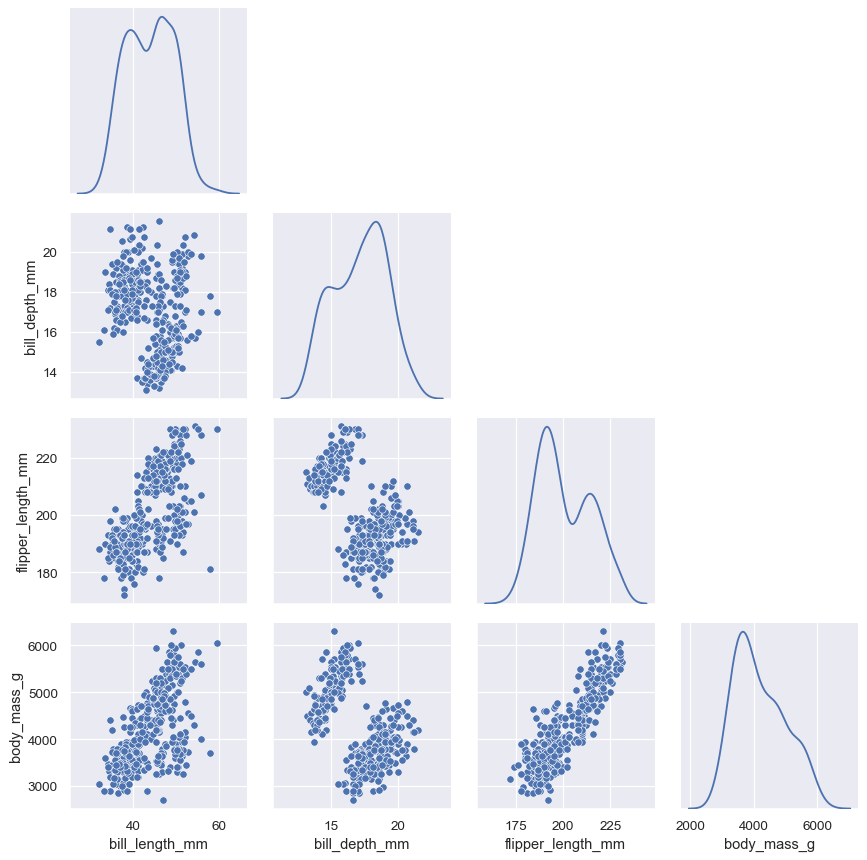 20
18
16
14
bill_depth_mm
220
200
180
flipper_length_mm
6000
5000
4000
3000
body_mass_g
40 60 15 20 175 200 225 2000 4000 6000
bill_length_mm bill_depth_mm flipper_length_mm body_mass_g